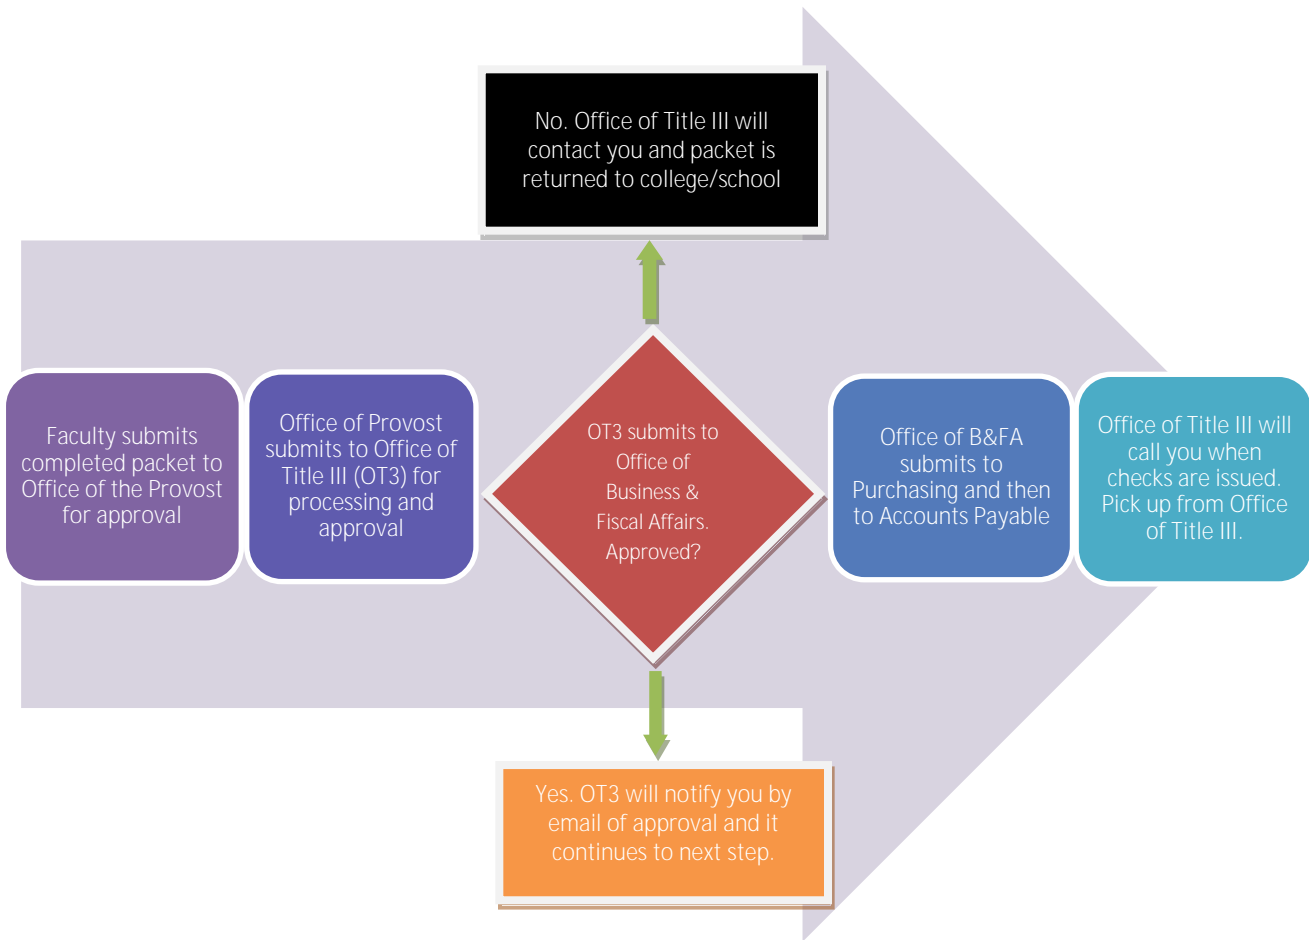 No. Office of Title III will
contact you and packet is
returned to college/school
Faculty submits
completed packet to
Office of the Provost
for approval
Office of Provost
submits to Office of
Title III (OT3) for
processing and
approval
OT3 submits to
Office of
Business &
Fiscal Affairs.
Approved?
Office of B&FA
submits to
Purchasing and then
to Accounts Payable
Office of Title III will
call you when
checks are issued.
Pick up from Office
of Title III.
Yes. OT3 will notify you by
email of approval and it
continues to next step.